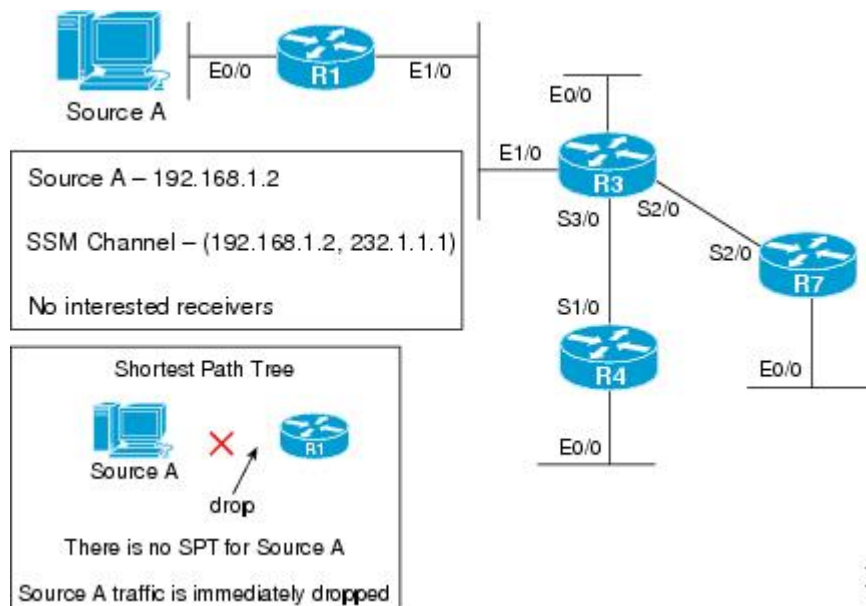 E0/0
R1
E1/0
Source A
E0/0
E1/0
R3
S3/0
S2/0
S2/0
R7
S1/0
R4
E0/0
E0/0
Source A – 192.168.1.2
SSM Channel – (192.168.1.2, 232.1.1.1)
No interested receivers
Shortest Path Tree
R1
Source A
drop
There is no SPT for Source A
Source A traffic is immediately dropped